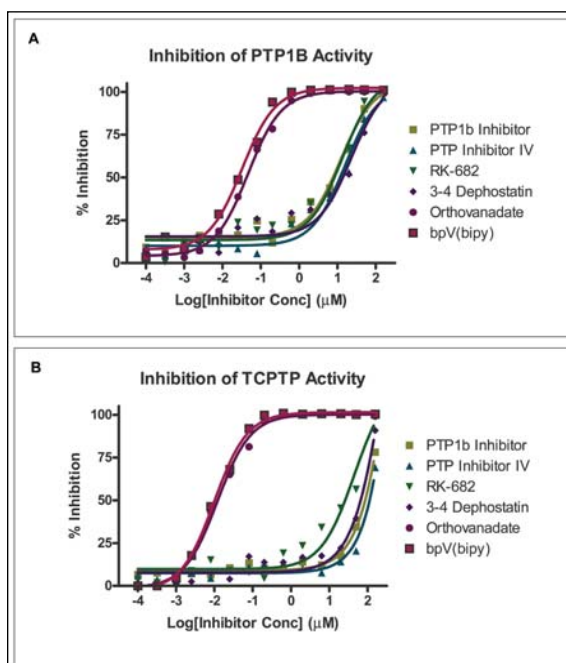 A
Inhibition of PTP1B Activity
100
75
50
25
0
% Inhibition
-4 -3 -2 -1 0 1 2
Log[Inhibitor Conc] (μM)
PTP1b Inhibitor
PTP Inhibitor IV
RK-682
3-4 Dephostatin
Orthovanadate
bpV(bipy)
B
Inhibition of TCPTP Activity
100
75
50
25
0
% Inhibition
-4 -3 -2 -1 0 1 2
Log[Inhibitor Conc] (μM)
PTP1b Inhibitor
PTP Inhibitor IV
RK-682
3-4 Dephostatin
Orthovanadate
bpV(bipy)